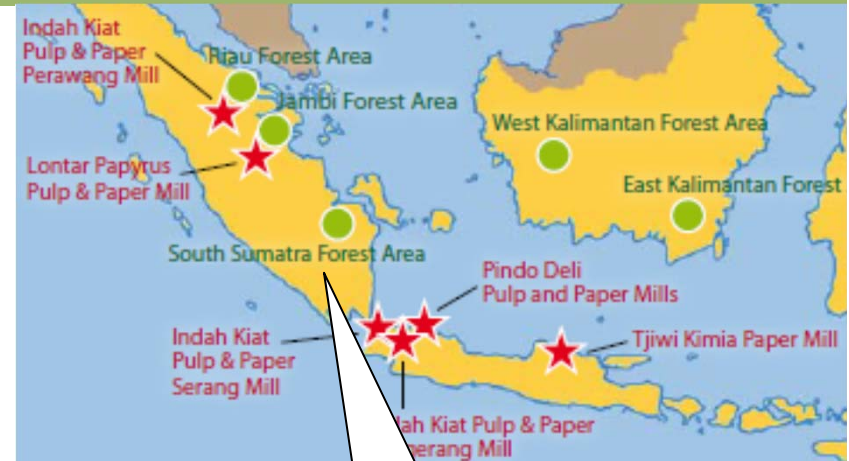 Indah Kiat
Pulp & Paper
Perawang Mill
Riau Forest Area
Jambi Forest Area
West Kalimantan Forest Area
Lontar Papyrus
Pulp & Paper Mill
East Kalimantan Forest
South Sumatra Forest Area
Pindo Deli
Pulp and Paper Mills
Indah Kiat
Pulp & Paper
Serang Mill
Tjiwi Kimia Paper Mill
Kiat Pulp & Paper
Mill